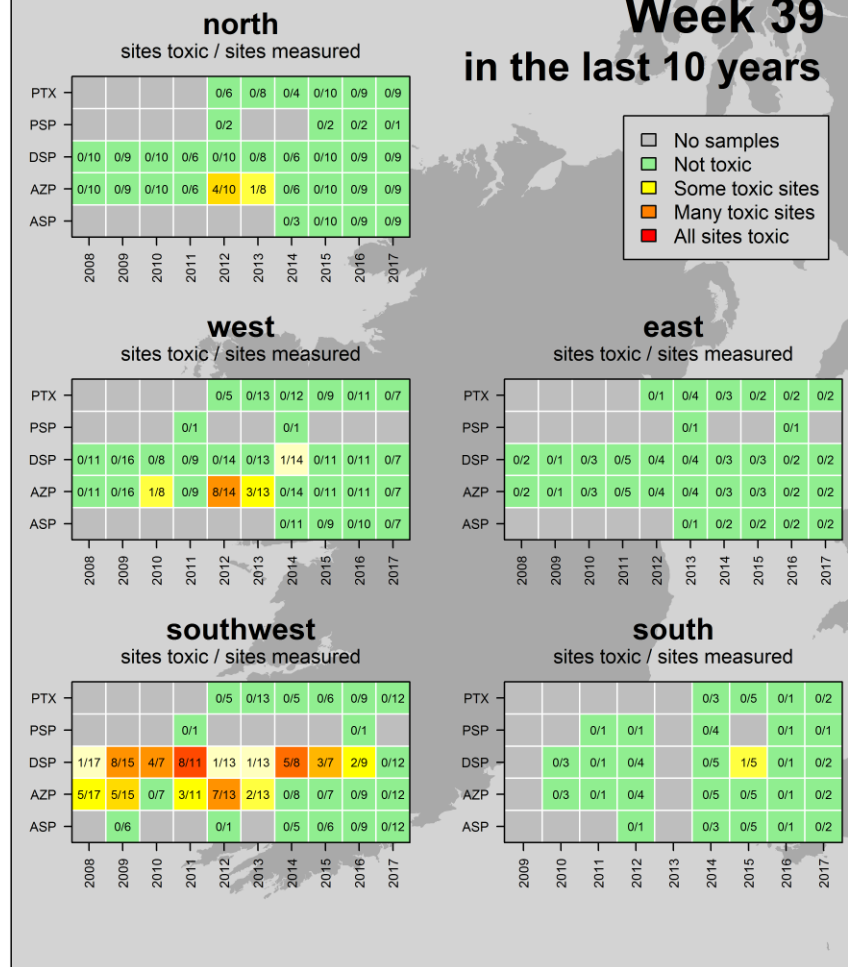 Week 39
in the last 10 years
No samples
Not toxic
Some toxic sites
Many toxic sites
All sites toxic
north
sites toxic / sites measured
PTX 0/6 0/8 0/4 0/10 0/9 0/9
PSP 0/2 0/2 0/2 0/1
DSP 0/10 0/9 0/10 0/6 0/10 0/8 0/6 0/10 0/9 0/9
AZP 0/10 0/9 0/10 0/6 4/10 1/8 0/6 0/10 0/9 0/9
ASP 0/3 0/10 0/9 0/9
2008 2009 2010 2011 2012 2013 2014 2015 2016 2017
west
sites toxic / sites measured
PTX 0/5 0/13 0/12 0/9 0/11 0/7
PSP 0/1 0/1
DSP 0/11 0/16 0/8 0/9 0/14 0/13 1/14 0/11 0/11 0/7
AZP 0/11 0/16 1/8 0/9 8/14 3/13 0/14 0/11 0/11 0/7
ASP 0/11 0/9 0/10 0/7
2008 2009 2010 2011 2012 2013 2014 2015 2016 2017
east
sites toxic / sites measured
PTX 0/1 0/4 0/3 0/2 0/2 0/2
PSP 0/1 0/1
DSP 0/2 0/1 0/3 0/5 0/4 0/4 0/3 0/3 0/2 0/2
AZP 0/2 0/1 0/3 0/5 0/4 0/4 0/3 0/3 0/2 0/2
ASP 0/1 0/2 0/2 0/2 0/2
2008 2009 2010 2011 2012 2013 2014 2015 2016 2017
southwest
sites toxic / sites measured
PTX 0/5 0/13 0/5 0/6 0/9 0/12
PSP 0/1 0/1
DSP 1/17 8/15 4/7 8/11 1/13 1/13 5/8 3/7 2/9 0/12
AZP 5/17 5/15 0/7 3/11 7/13 2/13 0/8 0/7 0/9 0/12
ASP 0/6 0/1 0/5 0/6 0/9 0/12
2008 2009 2010 2011 2012 2013 2014 2015 2016 2017
south
sites toxic / sites measured
PTX 0/3 0/5 0/1 0/2
PSP 0/1 0/1 0/4 0/1 0/1
DSP 0/3 0/1 0/4 0/5 1/5 0/1 0/2
AZP 0/3 0/1 0/4 0/5 0/5 0/1 0/2
ASP 0/1 0/3 0/5 0/1 0/2
2009 2010 2011 2012 2013 2014 2015 2016 2017